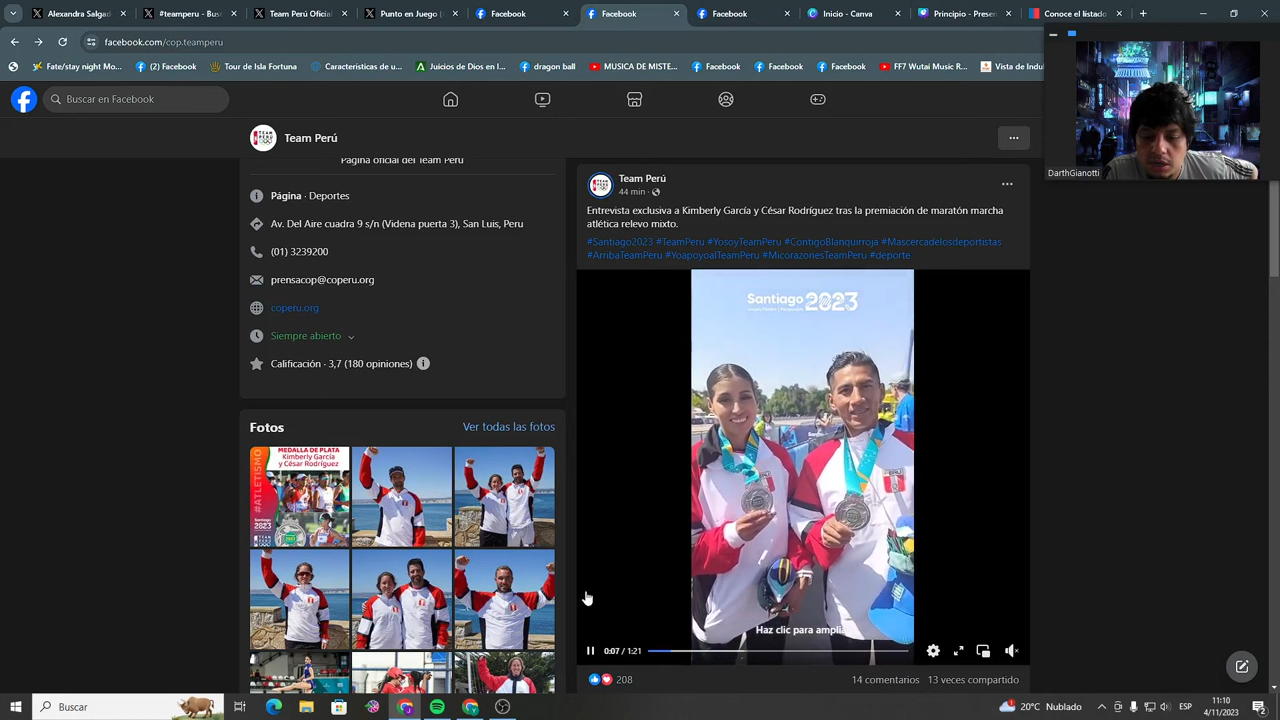 Alexandra Salgad
#teamperu - Bus
Team Perú Oficial
Punto en Juego (
Facebook
Facebook
Facebook
Inicio - Canva
Principio - Presen
Conoce el listado
facebook.com/cop.teamperu
Fate/stay night Mo...
(2) Facebook
Tour de Isla Fortuna
Características de u...
Juicios de Dios en l...
dragon ball
MUSICA DE MISTE...
Facebook
Facebook
Facebook
FF7 Wutai Music R...
Vista de Indu
Buscar en Facebook
DarthGianotti
Team Perú
Página oficial del Team Perú
Página · Deportes
Av. Del Aire cuadra 9 s/n (Videna puerta 3), San Luis, Peru
(01) 3239200
prensacop@coperu.org
coperu.org
Siempre abierto
Calificación · 3,7 (180 opiniones)
Fotos
Ver todas las fotos
MEDALLA DE PLATA
Kimberly García
y César Rodríguez
#ATLETISMO
Team Perú
44 min
Entrevista exclusiva a Kimberly García y César Rodríguez tras la premiación de maratón marcha
atlética relevo mixto.
#Santiago2023 #TeamPeru #YosoyTeamPeru #ContigoBlanquirroja #Mascercadelosdeportistas
#ArribaTeamPeru #YoapoyoalTeamPeru #MicorazonesTeamPeru #deporte
Santiago 2023
Haz clic para amplia
0:07 / 1:21
208
14 comentarios
13 veces compartido
Buscar
20°C Nublado
ESP
11:10
4/11/2023
2